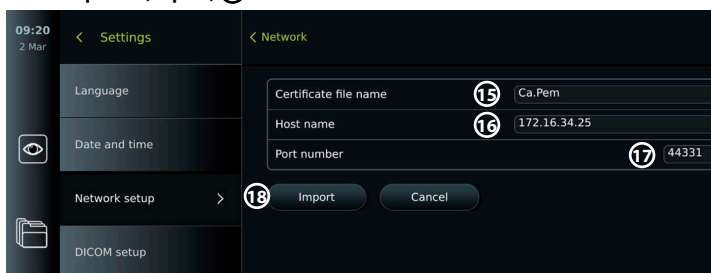 09:20
2 Mar
< Settings
< Network
Language
Certificate file name 15 Ca.Pem
Host name 16 172.16.34.25
Date and time
Port number 17 44331
Network setup >
18 Import Cancel
DICOM setup